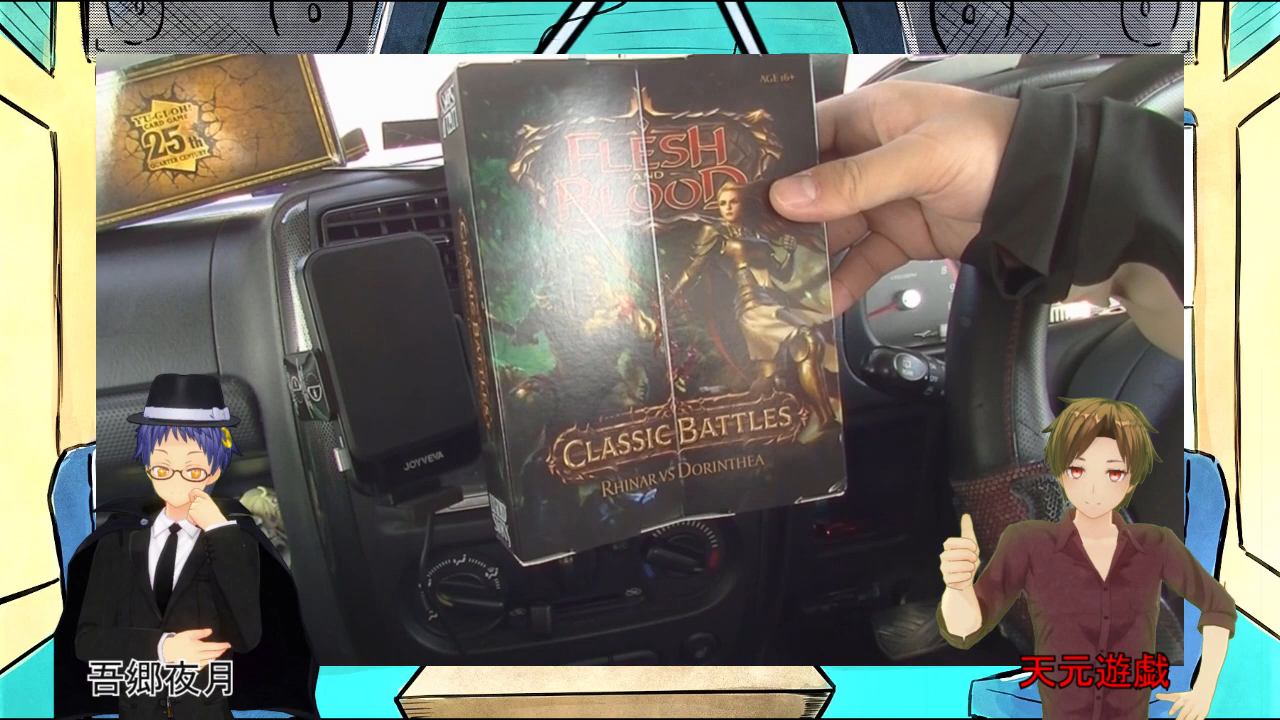 YU-GI-OH!
CARD GAME
25th
QUARTER CENTURY
AGE 16+
FLESH
AND
BLOOD
CLASSIC BATTLES
RHINAR VS DORINTHEA
JOYVEVA
吾郷夜月
天元遊戯